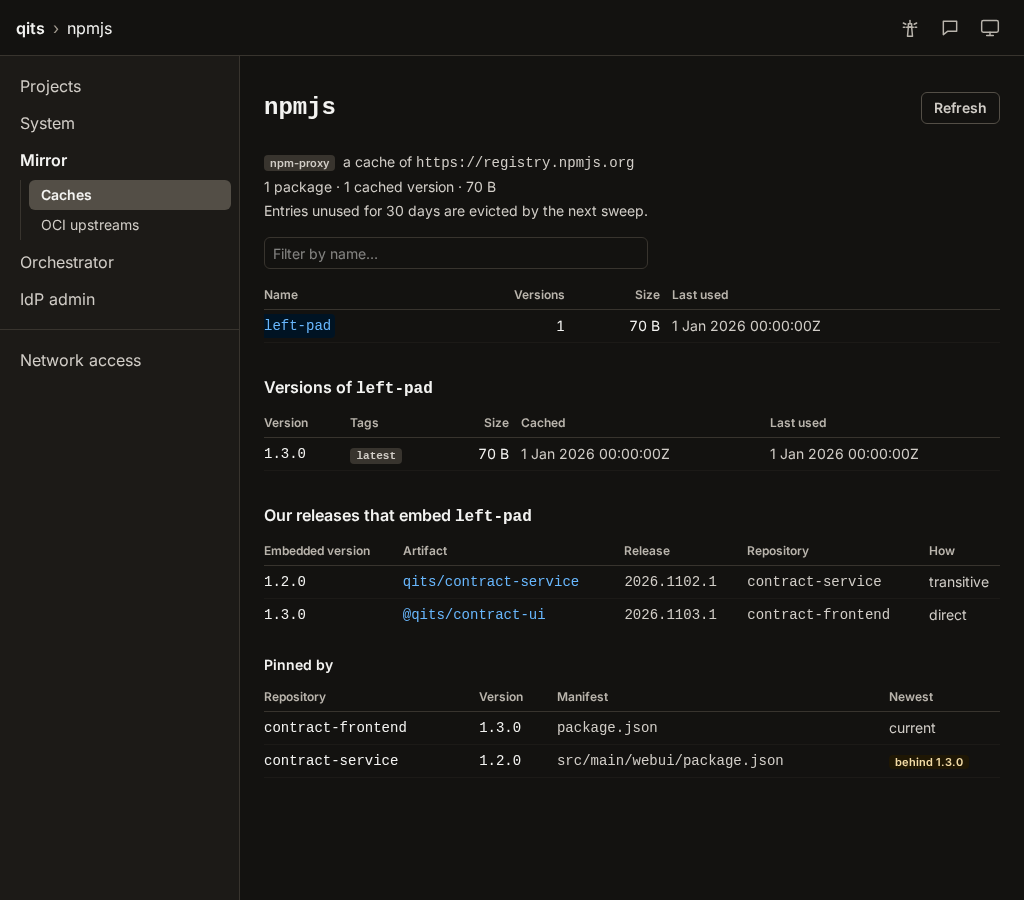 qits › npmjs
Projects
System
Mirror
Caches
OCI upstreams
Orchestrator
IdP admin
Network access
npmjs
Refresh
npm-proxy a cache of https://registry.npmjs.org
1 package · 1 cached version · 70 B
Entries unused for 30 days are evicted by the next sweep.
Filter by name...
Name Versions Size Last used
left-pad 1 70 B 1 Jan 2026 00:00:00Z
Versions of left-pad
Version Tags Size Cached Last used
1.3.0 latest 70 B 1 Jan 2026 00:00:00Z 1 Jan 2026 00:00:00Z
Our releases that embed left-pad
Embedded version Artifact Release Repository How
1.2.0 qits/contract-service 2026.1102.1 contract-service transitive
1.3.0 @qits/contract-ui 2026.1103.1 contract-frontend direct
Pinned by
Repository Version Manifest Newest
contract-frontend 1.3.0 package.json current
contract-service 1.2.0 src/main/webui/package.json behind 1.3.0